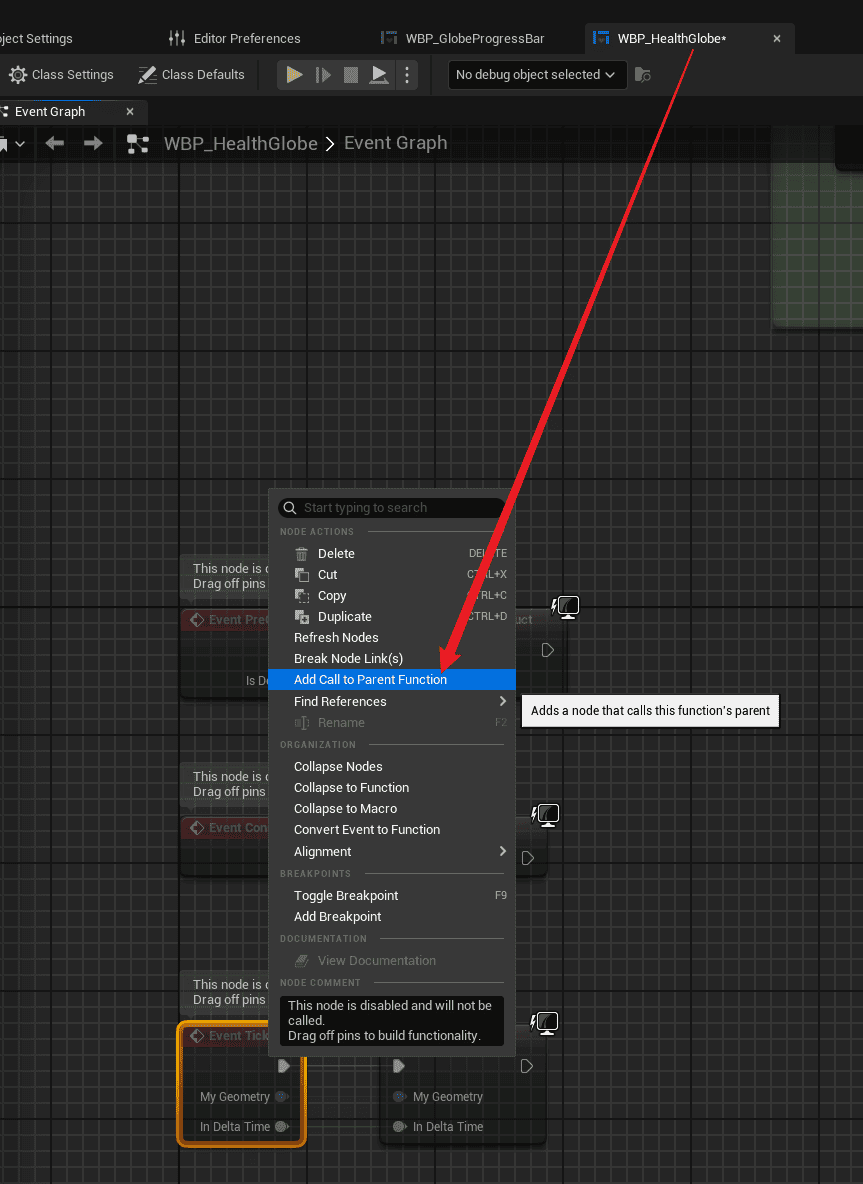 ject Settings
Editor Preferences
WBP_GlobeProgressBar
WBP_HealthGlobe*
Class Settings
Class Defaults
No debug object selected
Event Graph
WBP_HealthGlobe > Event Graph
Start typing to search
NODE ACTIONS
Delete
DELETE
Cut
CTRL+X
Copy
CTRL+C
Duplicate
CTRL+D
Refresh Nodes
Break Node Link(s)
Add Call to Parent Function
Find References
Rename
F2
Adds a node that calls this function's parent
ORGANIZATION
Collapse Nodes
Collapse to Function
Collapse to Macro
Convert Event to Function
Alignment
BREAKPOINTS
Toggle Breakpoint
F9
Add Breakpoint
DOCUMENTATION
View Documentation
NODE COMMENT
This node is disabled and will not be
called.
Drag off pins to build functionality.
This node is d
Drag off pins
Event PreC
uct
Is De
This node is d
Drag off pins
Event Con
This node is d
Drag off pins
Event Tick
My Geometry
My Geometry
In Delta Time
In Delta Time